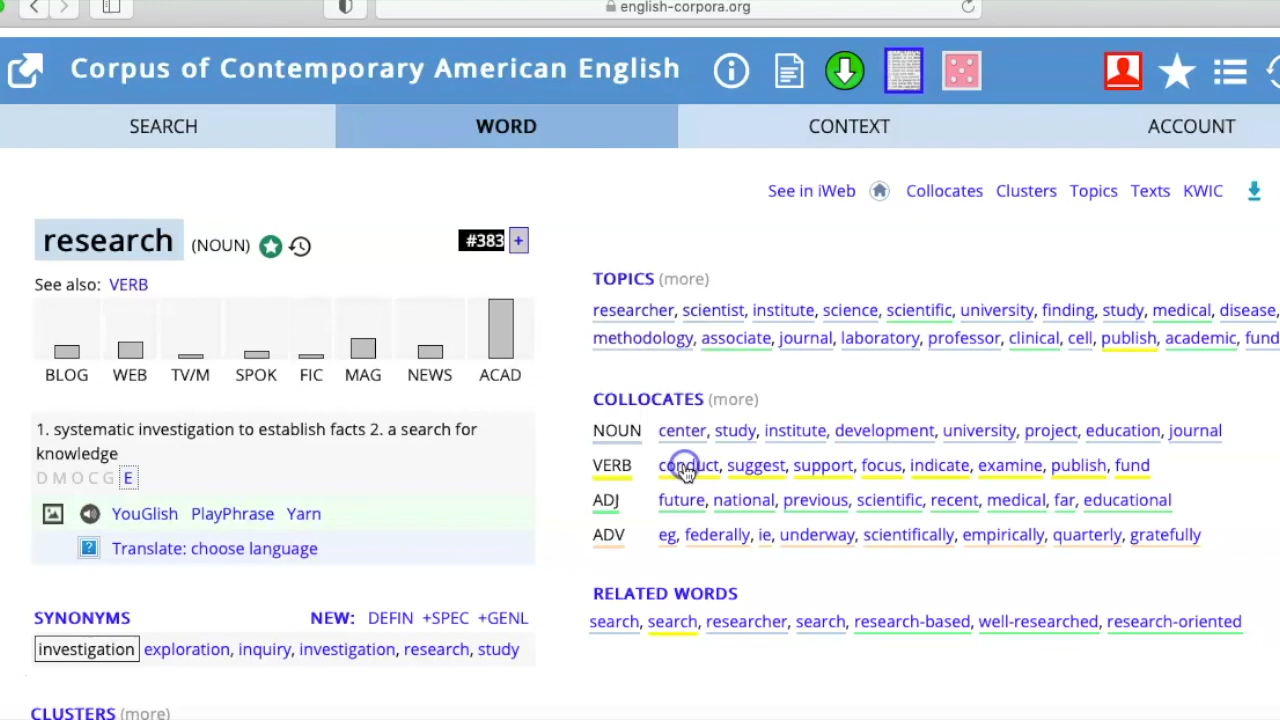 english-corpora.org
Corpus of Contemporary American English
SEARCH WORD CONTEXT ACCOUNT
See in iWeb Collocates Clusters Topics Texts KWIC
research (NOUN) #383 +
See also: VERB
BLOG WEB TV/M SPOK FIC MAG NEWS ACAD
1. systematic investigation to establish facts 2. a search for
knowledge
D M O C G E
YouGlish PlayPhrase Yarn
? Translate: choose language
SYNONYMS NEW: DEFIN +SPEC +GENL
investigation exploration, inquiry, investigation, research, study
CLUSTERS (more)
TOPICS (more)
researcher, scientist, institute, science, scientific, university, finding, study, medical, disease,
methodology, associate, journal, laboratory, professor, clinical, cell, publish, academic, fund
COLLOCATES (more)
NOUN center, study, institute, development, university, project, education, journal
VERB conduct, suggest, support, focus, indicate, examine, publish, fund
ADJ future, national, previous, scientific, recent, medical, far, educational
ADV eg, federally, ie, underway, scientifically, empirically, quarterly, gratefully
RELATED WORDS
search, search, researcher, search, research-based, well-researched, research-oriented